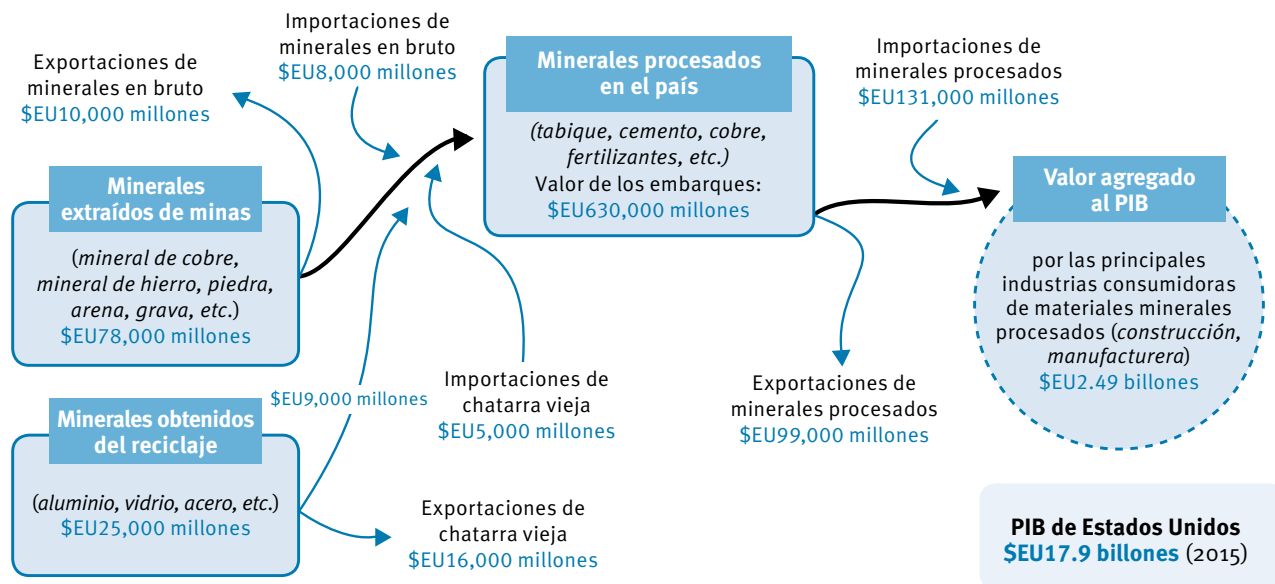 Exportaciones de
minerales en bruto
$EU10,000 millones
Importaciones de
minerales en bruto
$EU8,000 millones
Minerales
extraídos de minas
(mineral de cobre,
mineral de hierro, piedra,
arena, grava, etc.)
$EU78,000 millones
Minerales obtenidos
del reciclaje
(aluminio, vidrio, acero, etc.)
$EU25,000 millones
$EU9,000 millones
Importaciones de
chatarra vieja
$EU5,000 millones
Exportaciones de
chatarra vieja
$EU16,000 millones
Minerales procesados
en el país
(tabique, cemento, cobre,
fertilizantes, etc.)
Valor de los embarques:
$EU630,000 millones
Importaciones de
minerales procesados
$EU131,000 millones
Exportaciones de
minerales procesados
$EU99,000 millones
Valor agregado
al PIB
por las principales
industrias consumidoras
de materiales minerales
procesados (construcción,
manufacturera)
$EU2.49 billones
PIB de Estados Unidos
$EU17.9 billones (2015)